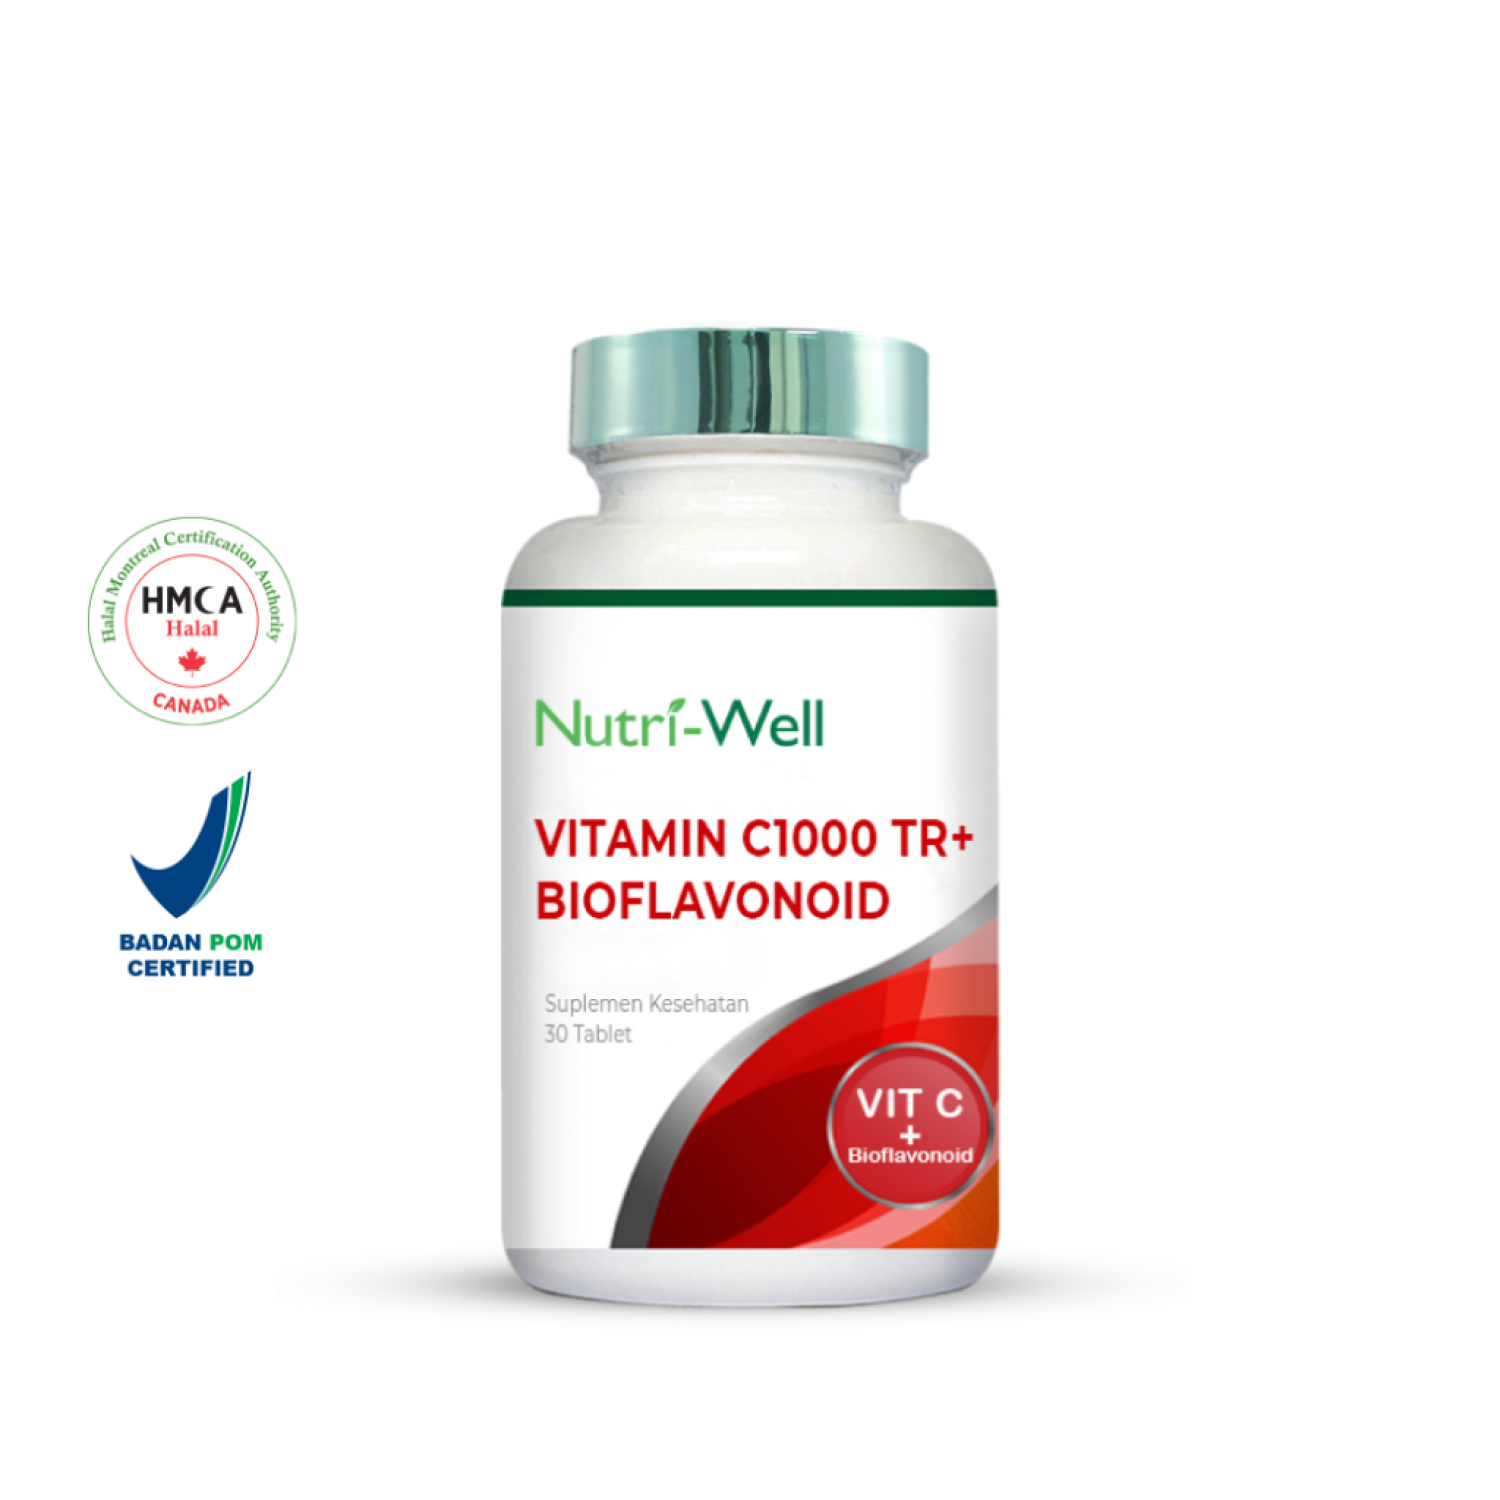 Halal Montreal Certification Authority
HMCA
Halal
CANADA
BADAN POM
CERTIFIED
Nutri-Well
VITAMIN C1000 TR+
BIOFLAVONOID
Suplemen Kesehatan
30 Tablet
VIT C
+
Bioflavonoid